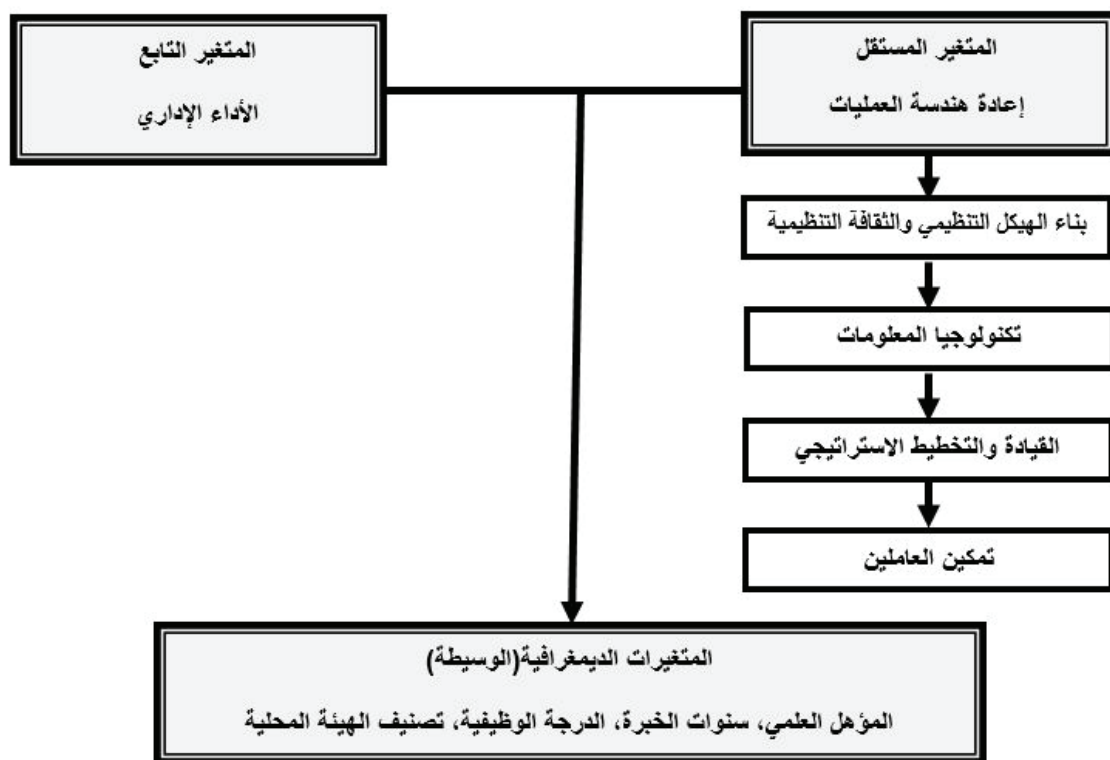 المتغير المستقل
إعادة هندسة العمليات
المتغير التابع
الأداء الإداري
بناء الهيكل التنظيمي والثقافة التنظيمية
تكنولوجيا المعلومات
القيادة والتخطيط الاستراتيجي
تمكين العاملين
المتغيرات الديمغرافية(الوسيطة)
المؤهل العلمي، سنوات الخبرة، الدرجة الوظيفية، تصنيف الهيئة المحلية